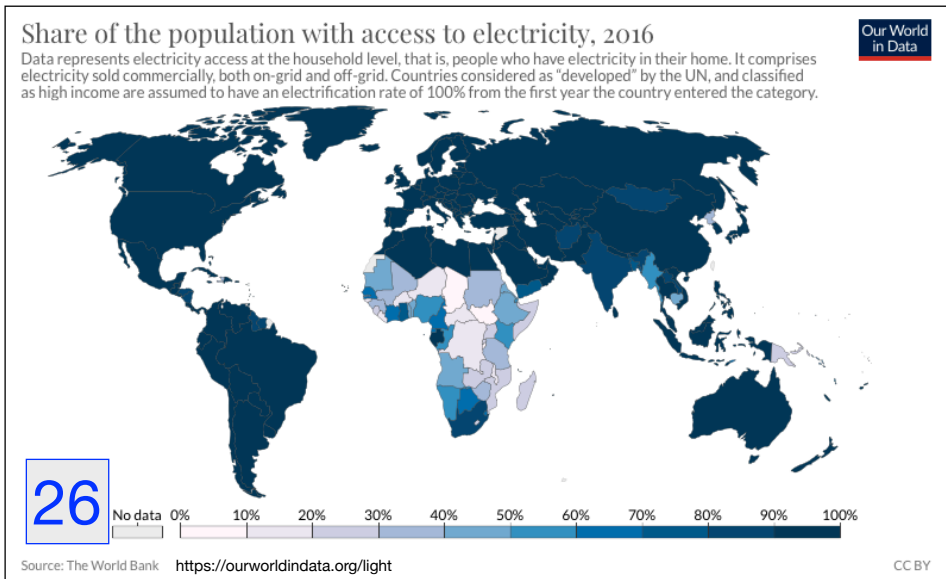 Share of the population with access to electricity, 2016
Our World
in Data
Data represents electricity access at the household level, that is, people who have electricity in their home. It comprises
electricity sold commercially, both on-grid and off-grid. Countries considered as "developed" by the UN, and classified
as high income are assumed to have an electrification rate of 100% from the first year the country entered the category.
26
No data 0% 10% 20% 30% 40% 50% 60% 70% 80% 90% 100%
Source: The World Bank https://ourworldindata.org/light CC BY